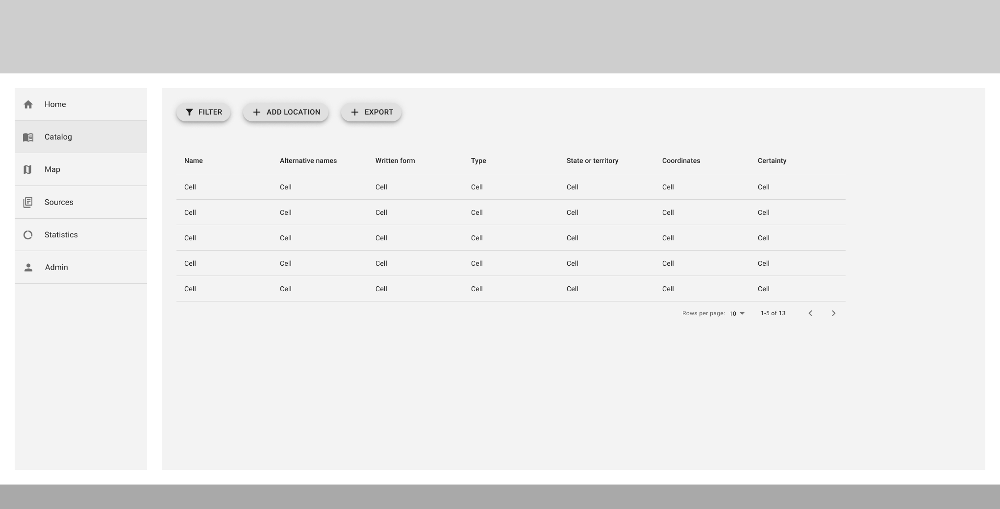 Home
Catalog
Map
Sources
Statistics
Admin
FILTER ADD LOCATION EXPORT
Name Alternative names Written form Type State or territory Coordinates Certainty
Cell Cell Cell Cell Cell Cell Cell
Cell Cell Cell Cell Cell Cell Cell
Cell Cell Cell Cell Cell Cell Cell
Cell Cell Cell Cell Cell Cell Cell
Cell Cell Cell Cell Cell Cell Cell
Rows per page: 10 1-5 of 13